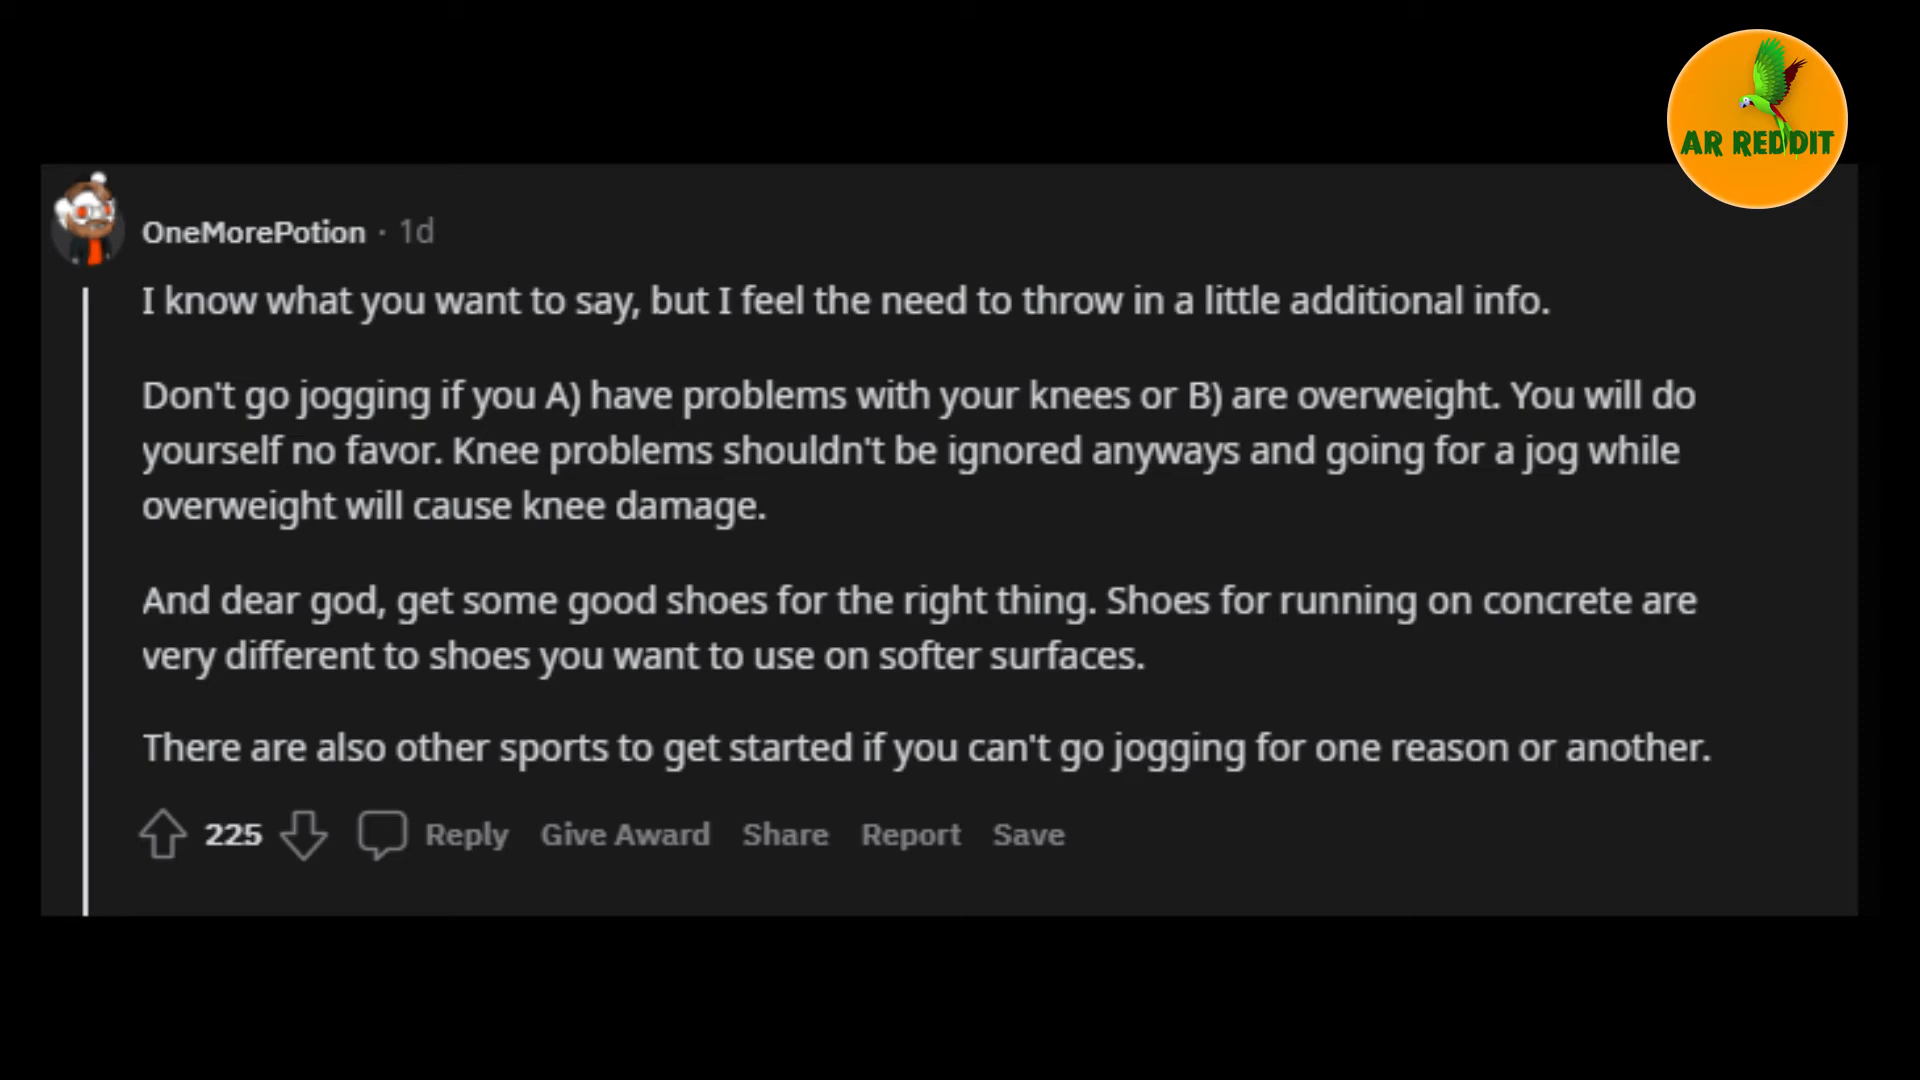 AR REDDIT
OneMorePotion · 1d
I know what you want to say, but I feel the need to throw in a little additional info.
Don't go jogging if you A) have problems with your knees or B) are overweight. You will do
yourself no favor. Knee problems shouldn't be ignored anyways and going for a jog while
overweight will cause knee damage.
And dear god, get some good shoes for the right thing. Shoes for running on concrete are
very different to shoes you want to use on softer surfaces.
There are also other sports to get started if you can't go jogging for one reason or another.
225 Reply Give Award Share Report Save